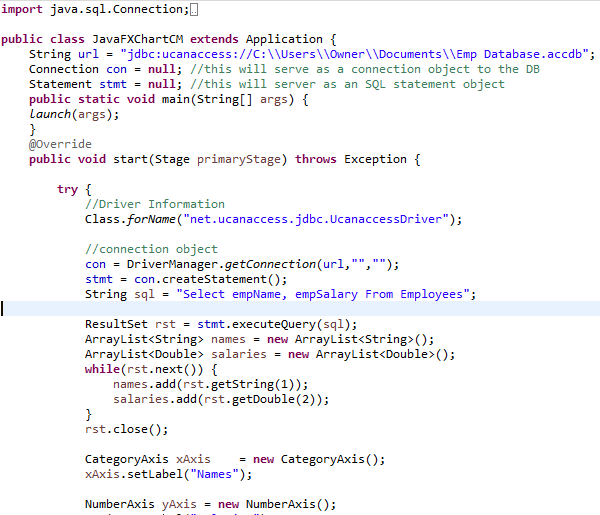 import java.sql.Connection;
public class JavaFXChartCM extends Application {
String url = "jdbc:ucanaccess://C:\\Users\\Owner\\Documents\\Emp Database.accdb";
Connection con = null; //this will serve as a connection object to the DB
Statement stmt = null; //this will server as an SQL statement object
public static void main(String[] args) {
launch(args);
}
@Override
public void start(Stage primaryStage) throws Exception {
try {
//Driver Information
Class.forName("net.ucanaccess.jdbc.UcanaccessDriver");
//connection object
con = DriverManager.getConnection(url,"","");
stmt = con.createStatement();
String sql = "Select empName, empSalary From Employees";
ResultSet rst = stmt.executeQuery(sql);
ArrayList<String> names = new ArrayList<String>();
ArrayList<Double> salaries = new ArrayList<Double>();
while(rst.next()) {
names.add(rst.getString(1));
salaries.add(rst.getDouble(2));
}
rst.close();
CategoryAxis xAxis    = new CategoryAxis();
xAxis.setLabel("Names");
NumberAxis yAxis = new NumberAxis();